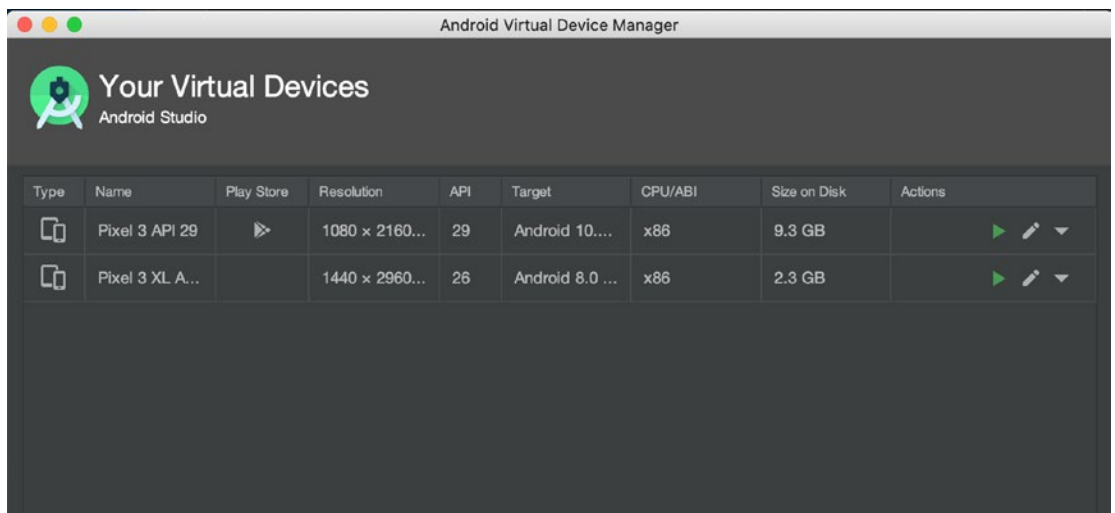 Android Virtual Device Manager
Your Virtual Devices
Android Studio
Type Name Play Store Resolution API Target CPU/ABI Size on Disk Actions
Pixel 3 API 29 1080 × 2160... 29 Android 10.... x86 9.3 GB
Pixel 3 XL A... 1440 × 2960... 26 Android 8.0 ... x86 2.3 GB